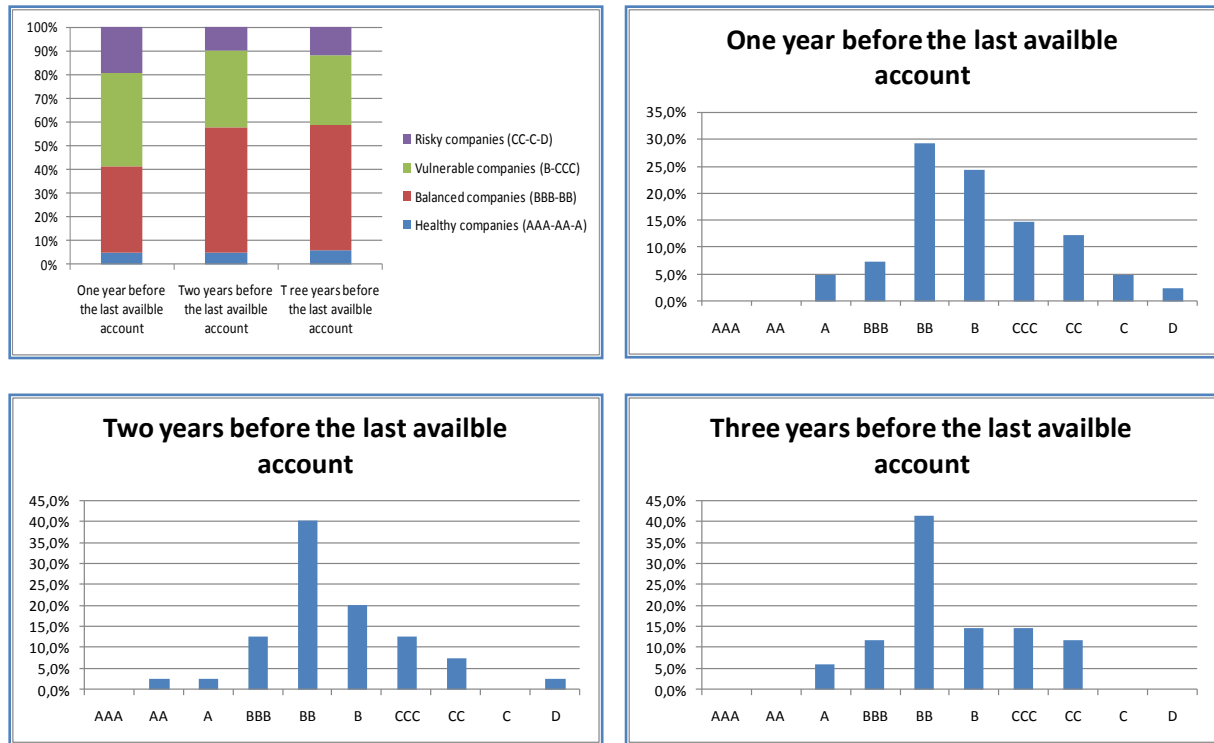 100%
90%
80%
70%
60%
50%
40%
30%
20%
10%
0%
One year before
the last availble
account
Two years before
the last availble
account
T ree years before
the last availble
account
Risky companies (CC-C-D)
Vulnerable companies (B-CCC)
Balanced companies (BBB-BB)
Healthy companies (AAA-AA-A)
One year before the last availble
account
35,0%
30,0%
25,0%
20,0%
15,0%
10,0%
5,0%
0,0%
AAA AA A BBB BB B CCC CC C D
Two years before the last availble
account
45,0%
40,0%
35,0%
30,0%
25,0%
20,0%
15,0%
10,0%
5,0%
0,0%
AAA AA A BBB BB B CCC CC C D
Three years before the last availble
account
45,0%
40,0%
35,0%
30,0%
25,0%
20,0%
15,0%
10,0%
5,0%
0,0%
AAA AA A BBB BB B CCC CC C D